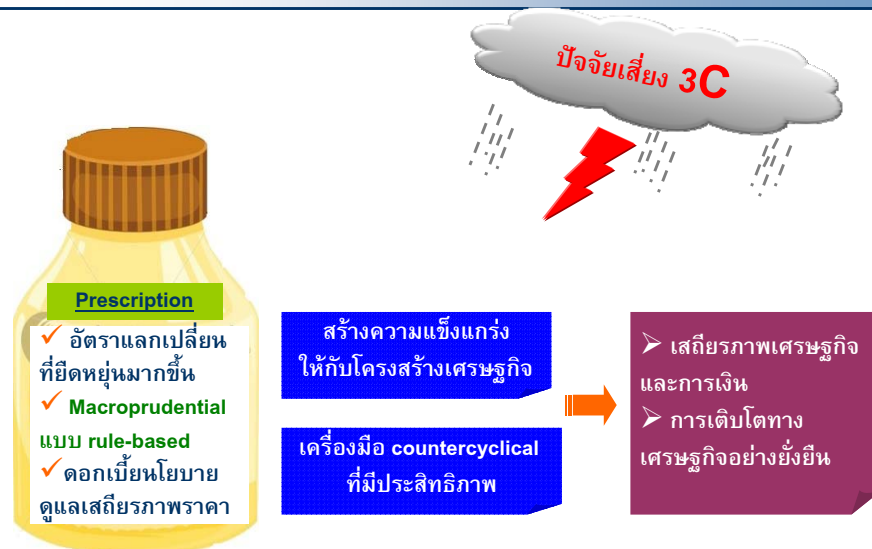 ปัจจัยเสี่ยง 3C
Prescription
✓ อัตราแลกเปลี่ยน
ที่ยืดหยุ่นมากขึ้น
✓ Macroprudential
แบบ rule-based
✓ดอกเบี้ยนโยบาย
ดูแลเสถียรภาพราคา
สร้างความแข็งแกร่ง
ให้กับโครงสร้างเศรษฐกิจ
เครื่องมือ countercyclical
ที่มีประสิทธิภาพ
➢ เสถียรภาพเศรษฐกิจ
และการเงิน
➢ การเติบโตทาง
เศรษฐกิจอย่างยั่งยืน